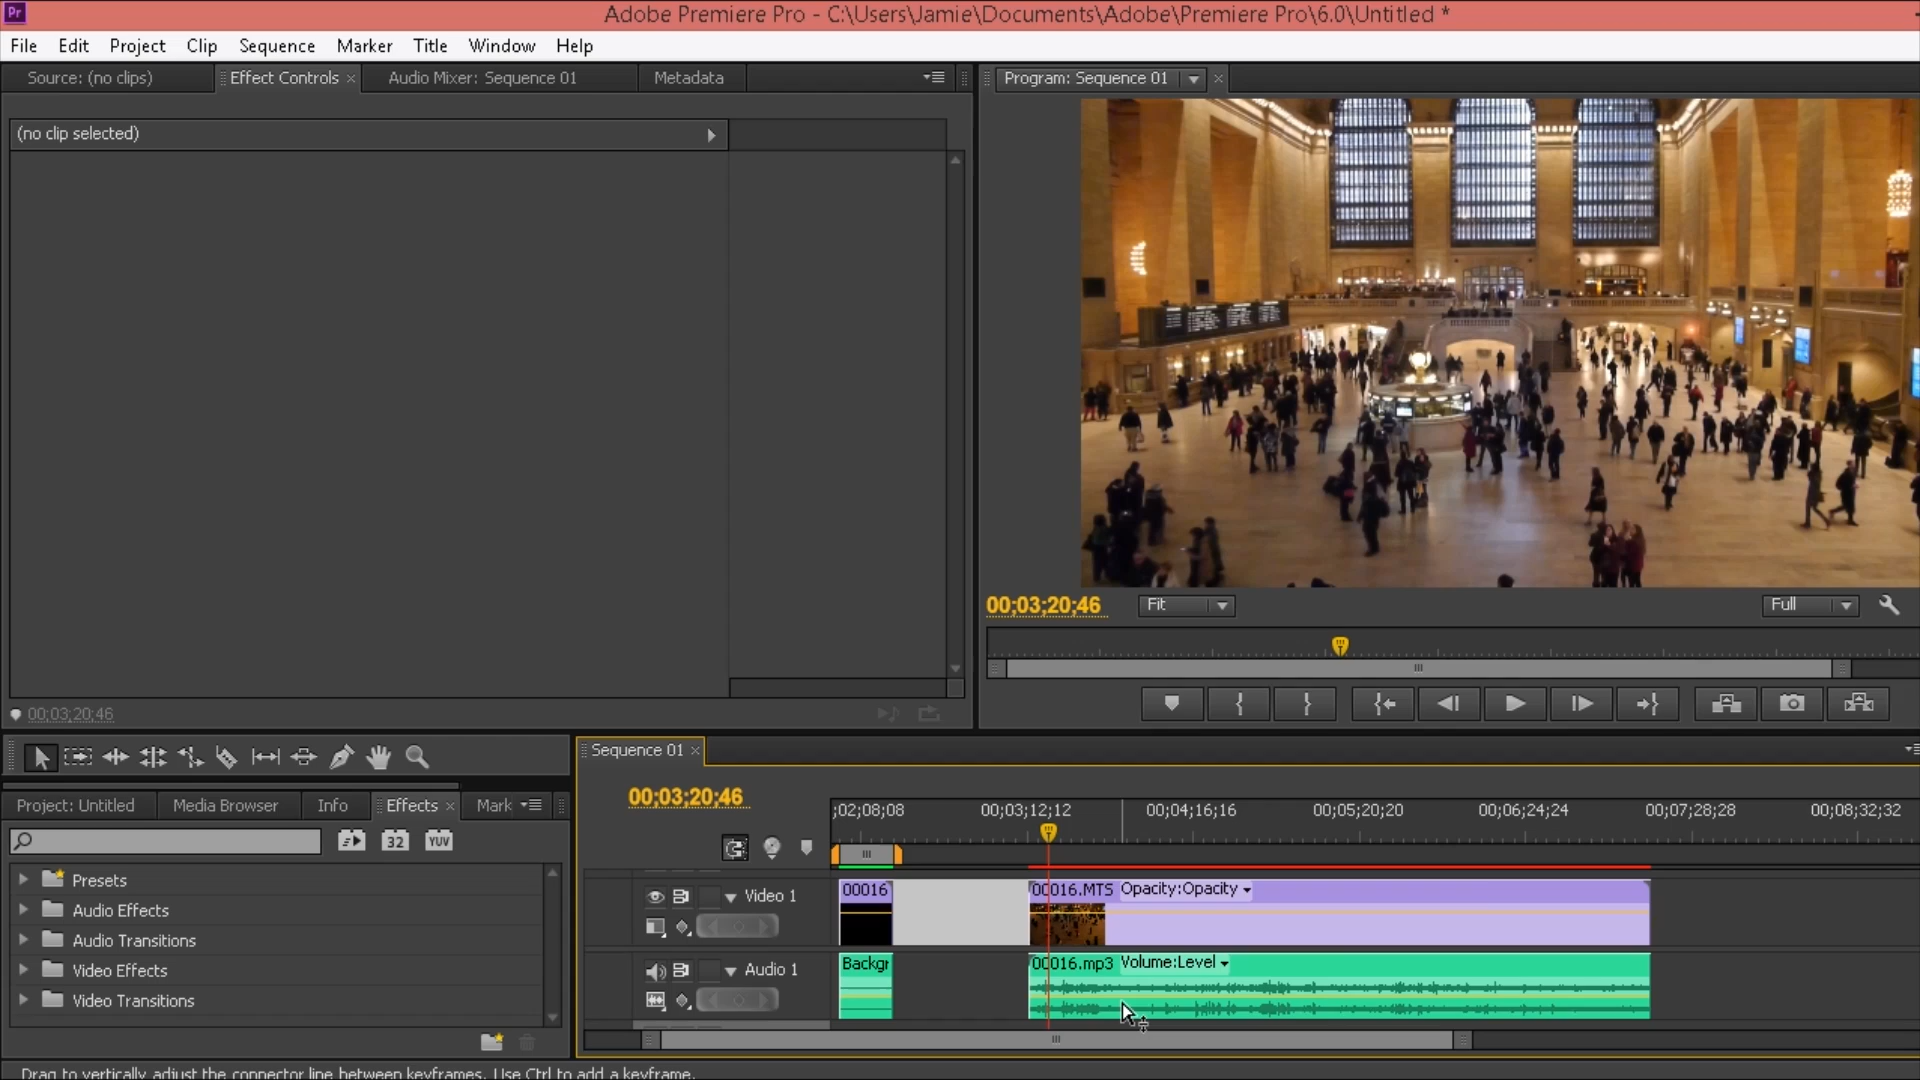 Pr
Adobe Premiere Pro - C:\Users\Jamie\Documents\Adobe\Premiere Pro\6.0\Untitled *
File Edit Project Clip Sequence Marker Title Window Help
Source: (no clips) Effect Controls × Audio Mixer: Sequence 01 Metadata
Program: Sequence 01 ×
(no clip selected)
00;03;20;46 Fit Full
00;03;20;46
Sequence 01 ×
00;03;20;46
;02;08;08 00;03;12;12 00;04;16;16 00;05;20;20 00;06;24;24 00;07;28;28 00;08;32;32
Project: Untitled Media Browser Info Effects × Mark
32 YUV
Presets
Audio Effects
Audio Transitions
Video Effects
Video Transitions
Video 1
00016 00016.MTS Opacity:Opacity
Audio 1
Backgr 00016.mp3 Volume:Level
Drag to vertically adjust the connector line between keyframes. Use Ctrl to add a keyframe.